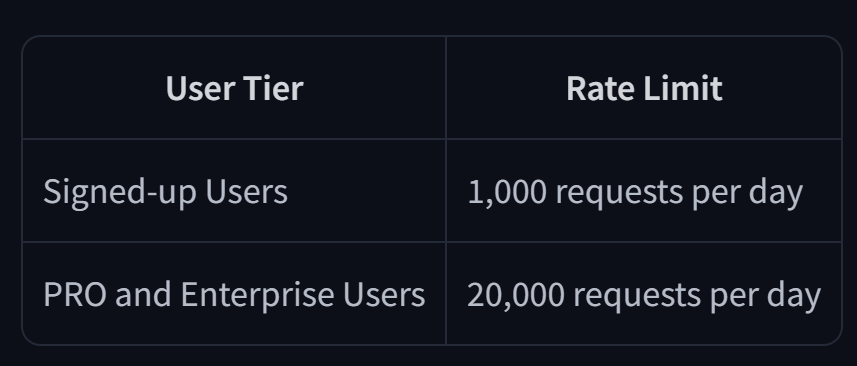 User Tier
Rate Limit
Signed-up Users
1,000 requests per day
PRO and Enterprise Users
20,000 requests per day